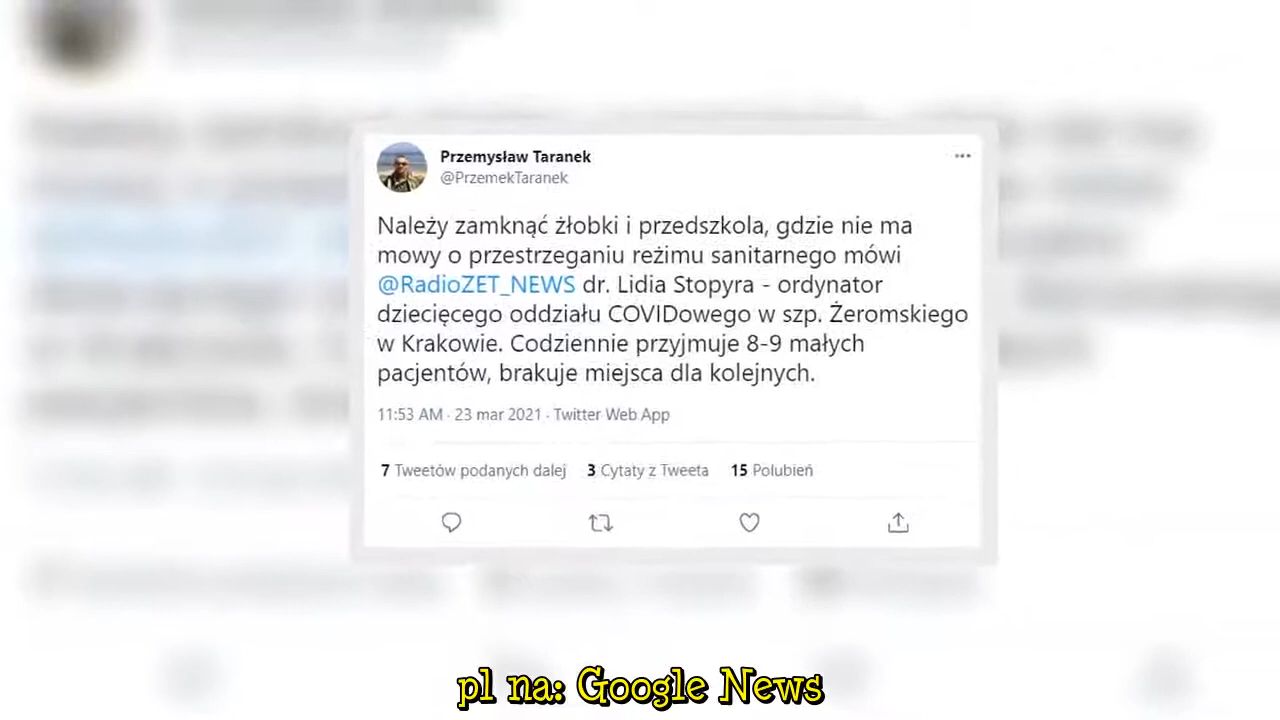 Przemysław Taranek
@PrzemekTaranek
Należy zamknąć żłobki i przedszkola, gdzie nie ma
mowy o przestrzeganiu reżimu sanitarnego mówi
@RadioZET_NEWS dr. Lidia Stopyra - ordynator
dziecięcego oddziału COVIDowego w szp. Żeromskiego
w Krakowie. Codziennie przyjmuje 8-9 małych
pacjentów, brakuje miejsca dla kolejnych.
11:53 AM · 23 mar 2021 · Twitter Web App
7 Tweetów podanych dalej 3 Cytaty z Tweeta 15 Polubień
pl na: Google News